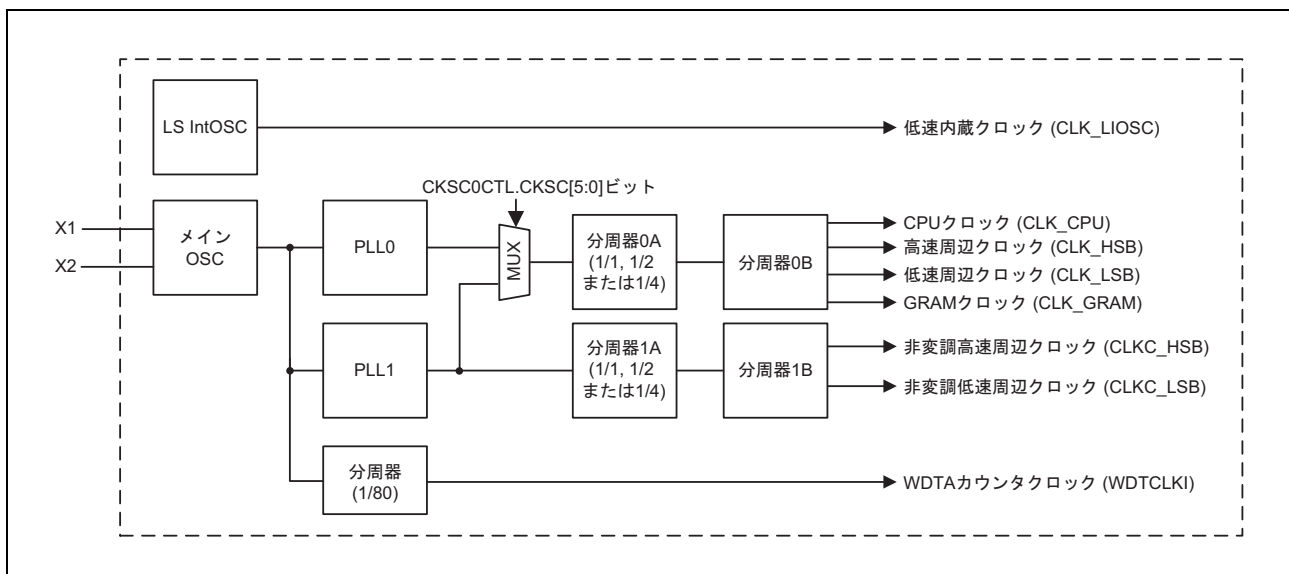 LS IntOSC
低速内蔵クロック (CLK_LIOSC)
CKSC0CTL.CKSC[5:0]ビット
X1
X2
メイン
OSC
PLL0
MUX
分周器0A
(1/1, 1/2
または1/4)
分周器0B
CPUクロック (CLK_CPU)
高速周辺クロック (CLK_HSB)
低速周辺クロック (CLK_LSB)
GRAMクロック (CLK_GRAM)
PLL1
分周器1A
(1/1, 1/2
または1/4)
分周器1B
非変調高速周辺クロック (CLKC_HSB)
非変調低速周辺クロック (CLKC_LSB)
分周器
(1/80)
WDTAカウンタクロック (WDTCLKI)